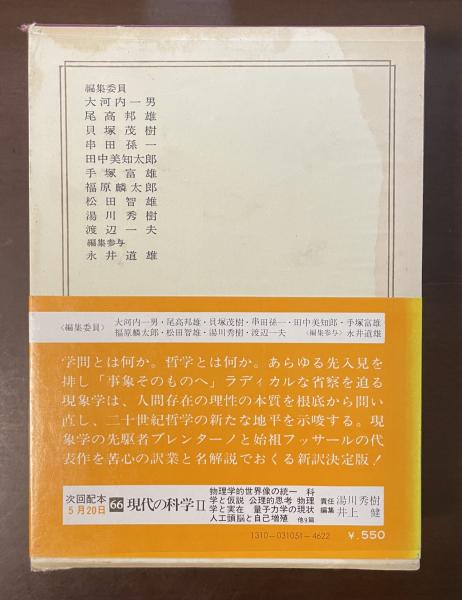 編集委員
大河内一男
尾高邦雄
貝塚茂樹
串田孫一
田中美知太郎
手塚富雄
福原麟太郎
松田智雄
湯川秀樹
渡辺一夫
編集参与
永井道雄
〈編集委員〉 大河内一男・尾高邦雄・貝塚茂樹・串田孫一・田中美知郎・手塚富雄
福原麟太郎・松田智雄・湯川秀樹・渡辺一夫 〈編集参与〉永井道雄
学問とは何か。哲学とは何か。あらゆる先入見を
排し「事象そのものへ」ラディカルな省察を迫る
現象学は、人間存在の理性の本質を根底から問い
直し、二十世紀哲学の新たな地平を示唆する。現
象学の先駆者ブレンターノと始祖フッサールの代
表作を苦心の訳業と名解説でおくる新訳決定版!
次回配本
5月20日
66 現代の科学II
物理学的世界像の統一 科
学と仮説 公理的思考 物理
学と実在 量子力学の現状
人工頭脳と自己増殖 他9篇
責任
編集
湯川秀樹
井上 健
1310-031051-4622
¥.550